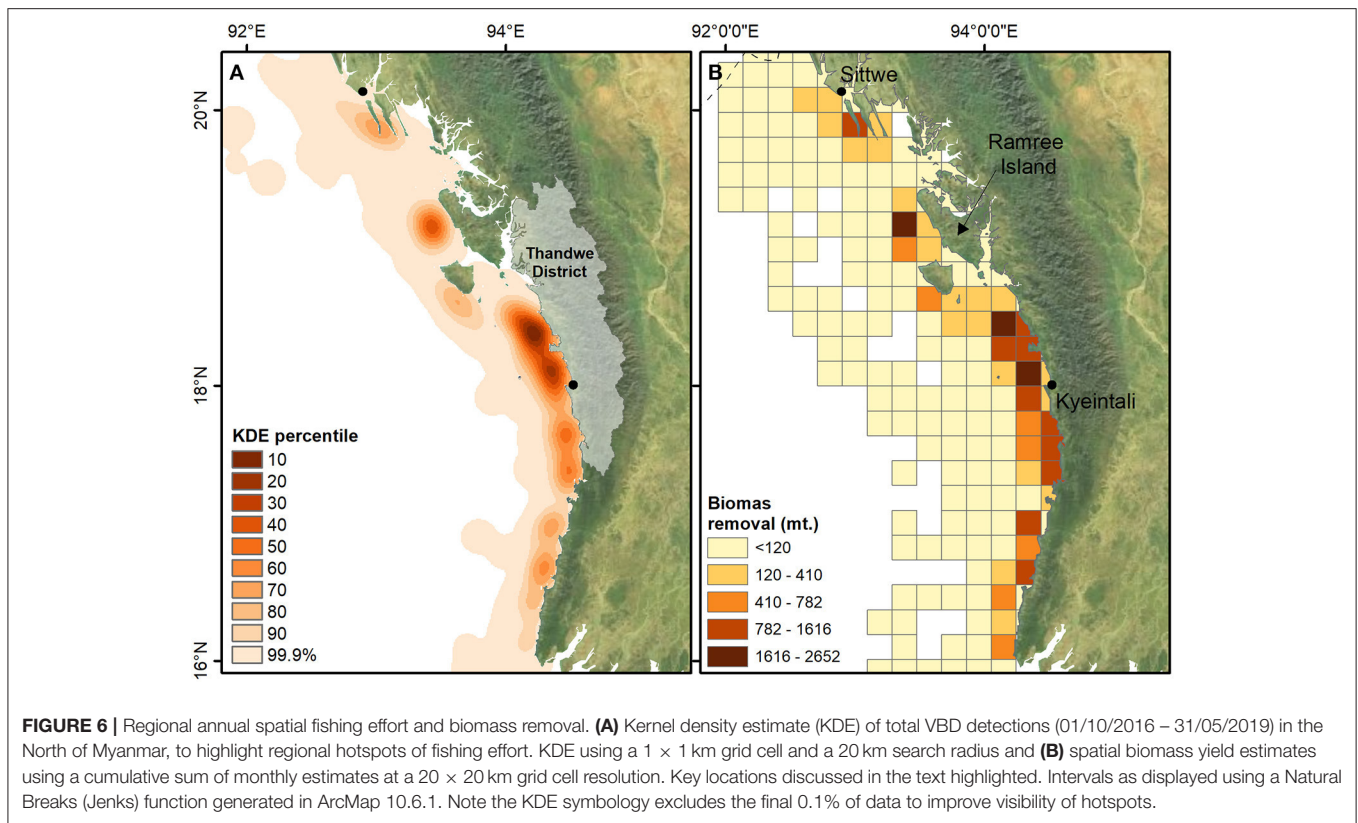 92°E
94°E
92°0'0"E
94°0'0"E
A
B
Sittwe
20°N
Ramree
Island
Thandwe
District
18°N
Kyeintali
KDE percentile
10
20
30
40
50
60
70
80
90
99.9%
Biomas
removal (mt.)
<120
120 - 410
410 - 782
782 - 1616
1616 - 2652
16°N
FIGURE 6 | Regional annual spatial fishing effort and biomass removal. (A) Kernel density estimate (KDE) of total VBD detections (01/10/2016 – 31/05/2019) in the
North of Myanmar, to highlight regional hotspots of fishing effort. KDE using a 1 × 1 km grid cell and a 20 km search radius and (B) spatial biomass yield estimates
using a cumulative sum of monthly estimates at a 20 × 20 km grid cell resolution. Key locations discussed in the text highlighted. Intervals as displayed using a Natural
Breaks (Jenks) function generated in ArcMap 10.6.1. Note the KDE symbology excludes the final 0.1% of data to improve visibility of hotspots.